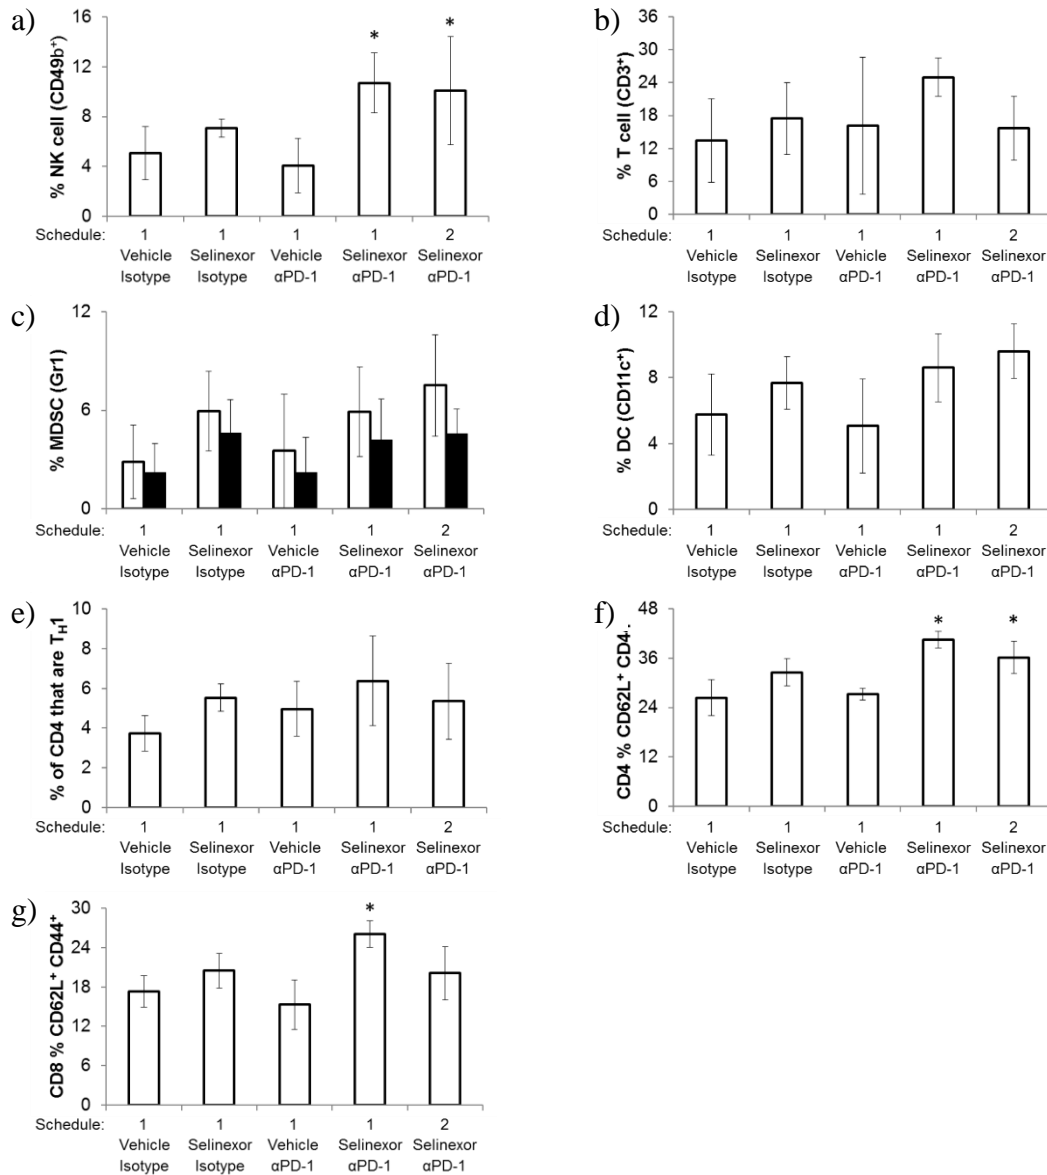 a)
% NK cell (CD49b⁺)
16
12
8
4
0
* *
Schedule: 1 1 1 1 2
Vehicle Selinexor Vehicle Selinexor Selinexor
Isotype Isotype αPD-1 αPD-1 αPD-1
b)
% T cell (CD3⁺)
36
30
24
18
12
6
0
1 1 1 1 2
Vehicle Selinexor Vehicle Selinexor Selinexor
Isotype Isotype αPD-1 αPD-1 αPD-1
c)
% MDSC (Gr1)
12
6
0
Schedule: 1 1 1 1 2
Vehicle Selinexor Vehicle Selinexor Selinexor
Isotype Isotype αPD-1 αPD-1 αPD-1
d)
% DC (CD11c⁺)
12
8
4
0
1 1 1 1 2
Vehicle Selinexor Vehicle Selinexor Selinexor
Isotype Isotype αPD-1 αPD-1 αPD-1
e)
% of CD4 that are T_H1
10
8
6
4
2
0
Schedule: 1 1 1 1 2
Vehicle Selinexor Vehicle Selinexor Selinexor
Isotype Isotype αPD-1 αPD-1 αPD-1
f)
CD4 % CD62L⁺ CD4
48
36
24
12
0
* *
1 1 1 1 2
Vehicle Selinexor Vehicle Selinexor Selinexor
Isotype Isotype αPD-1 αPD-1 αPD-1
g)
CD8 % CD62L⁺ CD44⁺
30
24
18
12
6
0
*
Schedule: 1 1 1 1 2
Vehicle Selinexor Vehicle Selinexor Selinexor
Isotype Isotype αPD-1 αPD-1 αPD-1